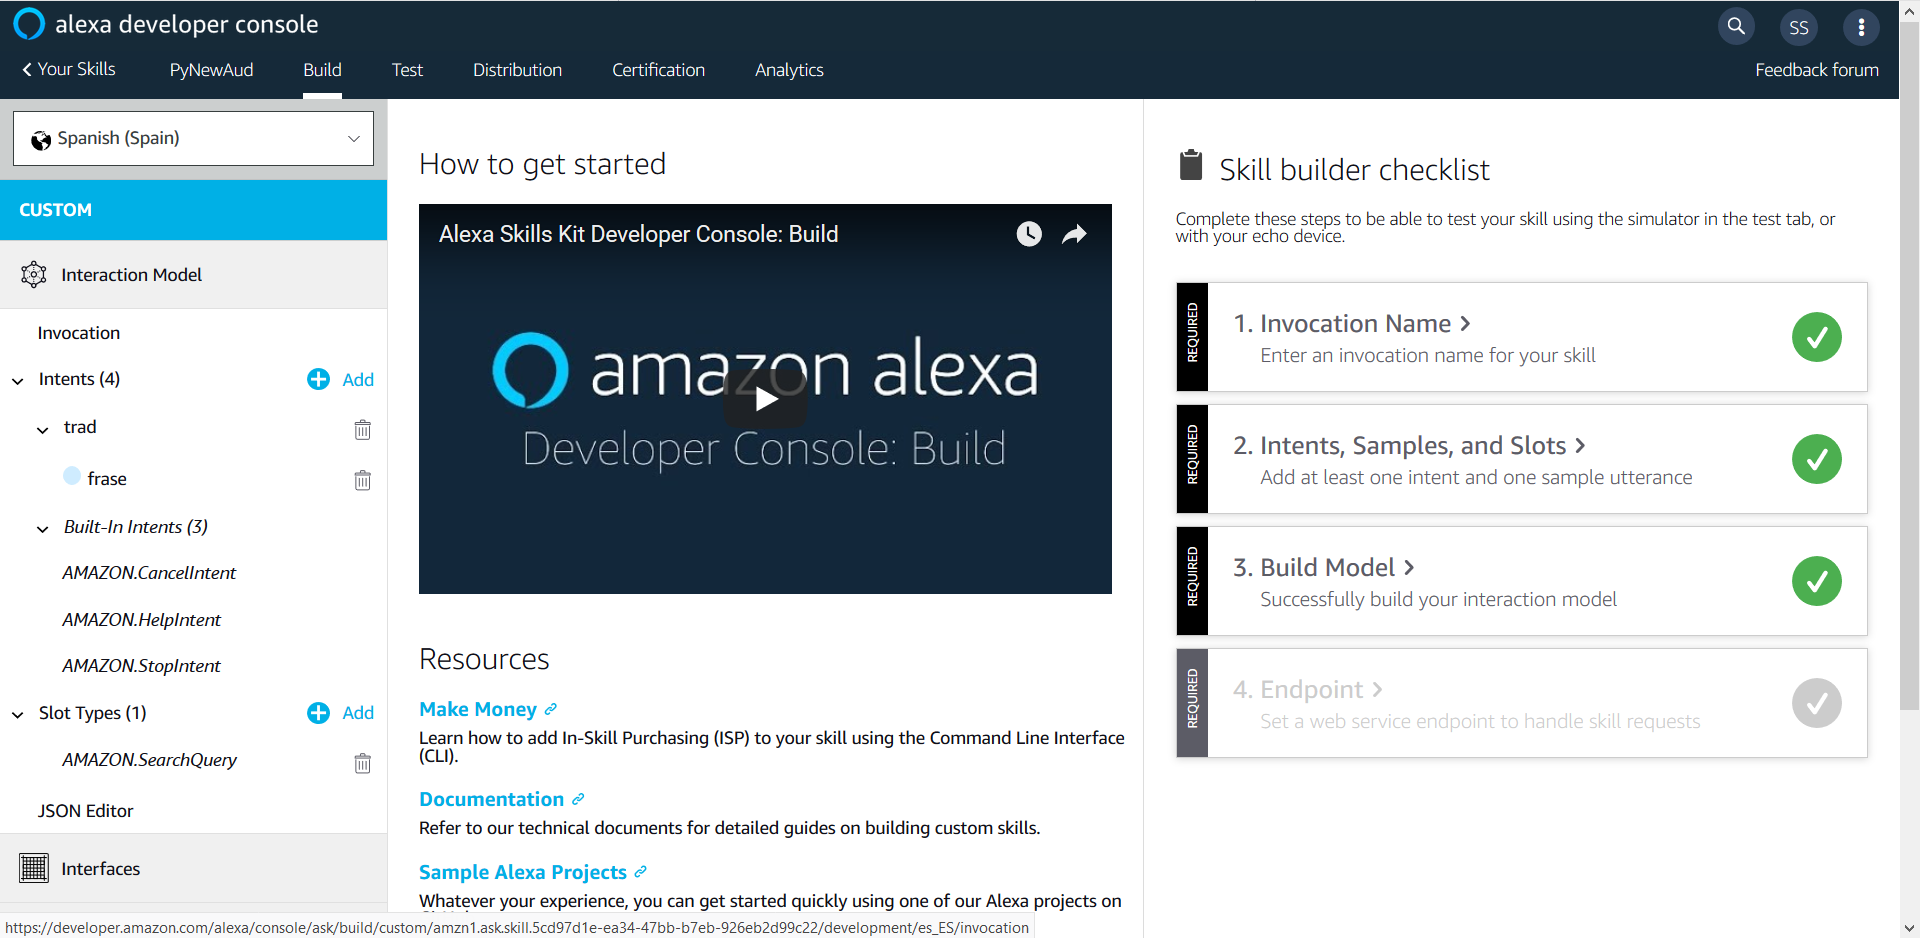 alexa developer console
SS
Your Skills
PyNewAud
Build
Test
Distribution
Certification
Analytics
Feedback forum
Spanish (Spain)
CUSTOM
Interaction Model
Invocation
Intents (4)
Add
trad
frase
Built-In Intents (3)
AMAZON.CancelIntent
AMAZON.HelpIntent
AMAZON.StopIntent
Slot Types (1)
Add
AMAZON.SearchQuery
JSON Editor
Interfaces
How to get started
Alexa Skills Kit Developer Console: Build
amazon alexa
Developer Console: Build
Resources
Make Money
Learn how to add In-Skill Purchasing (ISP) to your skill using the Command Line Interface
(CLI).
Documentation
Refer to our technical documents for detailed guides on building custom skills.
Sample Alexa Projects
Whatever your experience, you can get started quickly using one of our Alexa projects on
Skill builder checklist
Complete these steps to be able to test your skill using the simulator in the test tab, or
with your echo device.
REQUIRED
1. Invocation Name
Enter an invocation name for your skill
REQUIRED
2. Intents, Samples, and Slots
Add at least one intent and one sample utterance
REQUIRED
3. Build Model
Successfully build your interaction model
REQUIRED
4. Endpoint
Set a web service endpoint to handle skill requests
https://developer.amazon.com/alexa/console/ask/build/custom/amzn1.ask.skill.5cd97d1e-ea34-47bb-b7eb-926eb2d99c22/development/es_ES/invocation